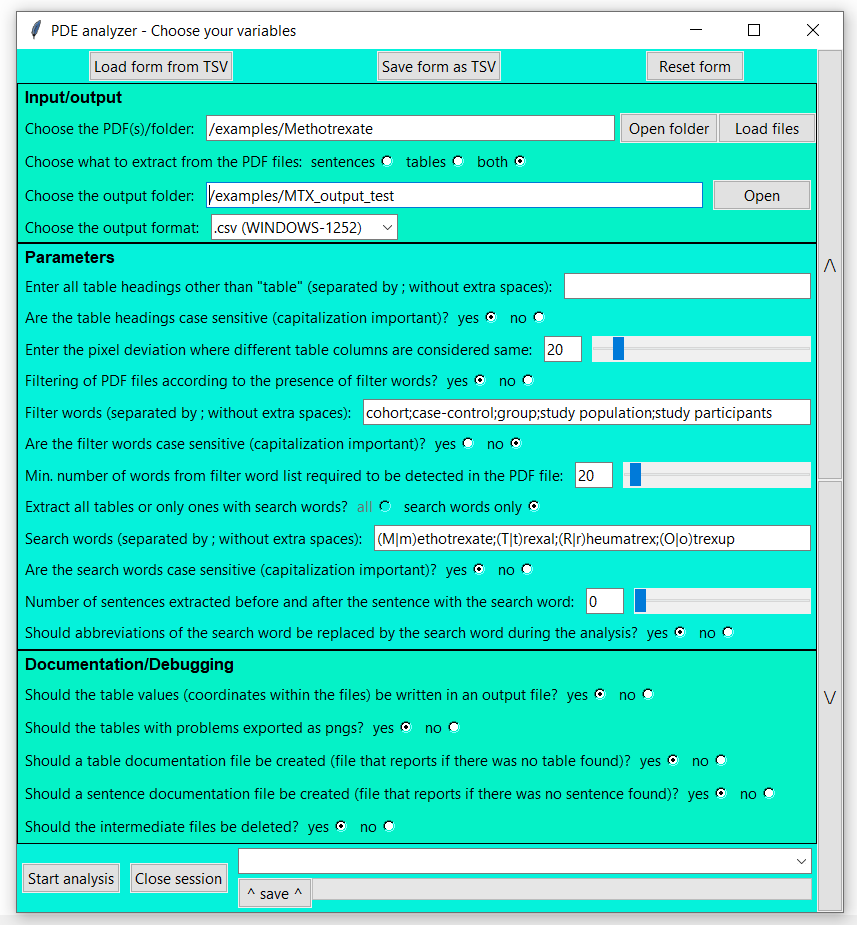 PDE analyzer - Choose your variables
Load form from TSV Save form as TSV Reset form
Input/output
Choose the PDF(s)/folder: /examples/Methotrexate Open folder Load files
Choose what to extract from the PDF files: sentences tables both
Choose the output folder: /examples/MTX_output_test Open
Choose the output format: .csv (WINDOWS-1252)
Parameters
Enter all table headings other than "table" (separated by ; without extra spaces):
Are the table headings case sensitive (capitalization important)? yes no
Enter the pixel deviation where different table columns are considered same: 20
Filtering of PDF files according to the presence of filter words? yes no
Filter words (separated by ; without extra spaces): cohort;case-control;group;study population;study participants
Are the filter words case sensitive (capitalization important)? yes no
Min. number of words from filter word list required to be detected in the PDF file: 20
Extract all tables or only ones with search words? all search words only
Search words (separated by ; without extra spaces): (M|m)ethotrexate;(T|t)rexal;(R|r)heumatrex;(O|o)trexup
Are the search words case sensitive (capitalization important)? yes no
Number of sentences extracted before and after the sentence with the search word: 0
Should abbreviations of the search word be replaced by the search word during the analysis? yes no
Documentation/Debugging
Should the table values (coordinates within the files) be written in an output file? yes no
Should the tables with problems exported as pngs? yes no
Should a table documentation file be created (file that reports if there was no table found)? yes no
Should a sentence documentation file be created (file that reports if there was no sentence found)? yes no
Should the intermediate files be deleted? yes no
Start analysis Close session
^ save ^
/\
\/